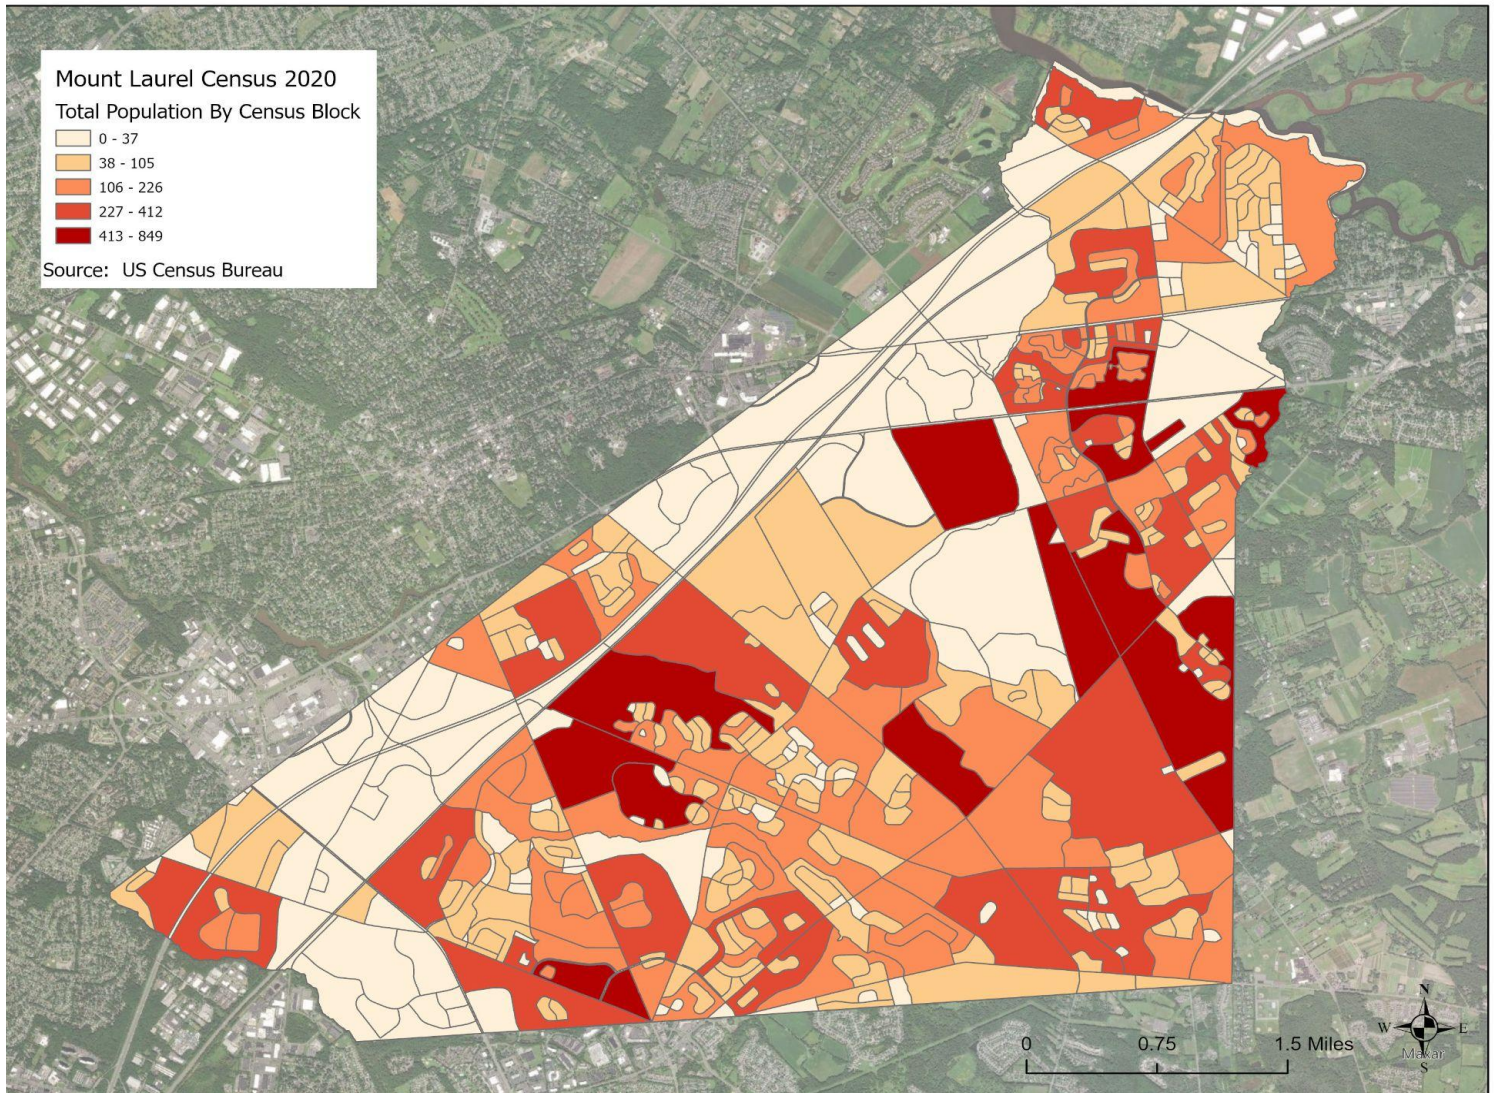 Mount Laurel Census 2020
Total Population By Census Block
0 - 37
38 - 105
106 - 226
227 - 412
413 - 849
Source: US Census Bureau
N
W E
Maxar
S
0 0.75 1.5 Miles